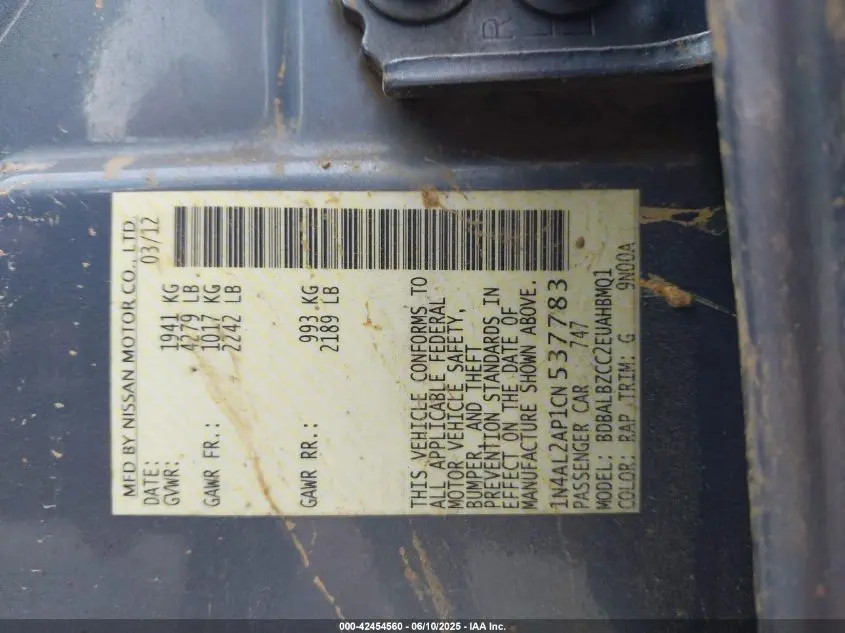 R
L
MFD BY NISSAN MOTOR CO., LTD.
DATE: 03/12
GVWR: 1941 KG
4279 LB
GAWR FR.: 1017 KG
2242 LB
GAWR RR.: 993 KG
2189 LB
THIS VEHICLE CONFORMS TO
ALL APPLICABLE FEDERAL
MOTOR VEHICLE SAFETY,
BUMPER, AND THEFT
PREVENTION STANDARDS IN
EFFECT ON THE DATE OF
MANUFACTURE SHOWN ABOVE.
1N4AL2AP1CN537783
PASSENGER CAR 747
MODEL: BDBALBZCC2EUAHBMQ1
COLOR: RAP TRIM: G 9N00A
000-42454560 - 06/10/2025 - IAA Inc.